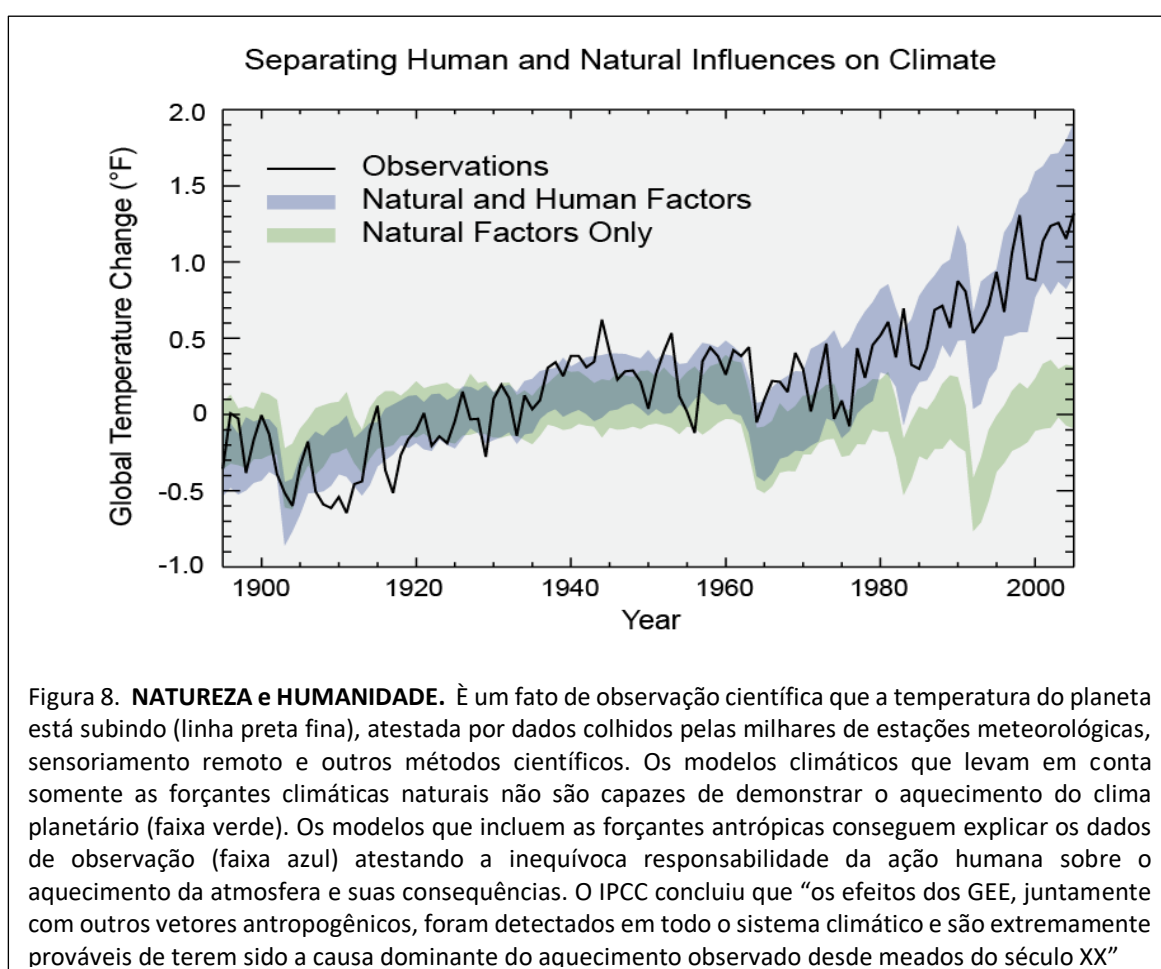 Separating Human and Natural Influences on Climate
2.0
1.5
1.0
0.5
0
-0.5
-1.0
Global Temperature Change (°F)
Observations
Natural and Human Factors
Natural Factors Only
1900 1920 1940 1960 1980 2000
Year
Figura 8. NATUREZA e HUMANIDADE. È um fato de observação científica que a temperatura do planeta
está subindo (linha preta fina), atestada por dados colhidos pelas milhares de estações meteorológicas,
sensoriamento remoto e outros métodos científicos. Os modelos climáticos que levam em conta
somente as forçantes climáticas naturais não são capazes de demonstrar o aquecimento do clima
planetário (faixa verde). Os modelos que incluem as forçantes antrópicas conseguem explicar os dados
de observação (faixa azul) atestando a inequívoca responsabilidade da ação humana sobre o
aquecimento da atmosfera e suas consequências. O IPCC concluiu que “os efeitos dos GEE, juntamente
com outros vetores antropogênicos, foram detectados em todo o sistema climático e são extremamente
prováveis de terem sido a causa dominante do aquecimento observado desde meados do século XX”